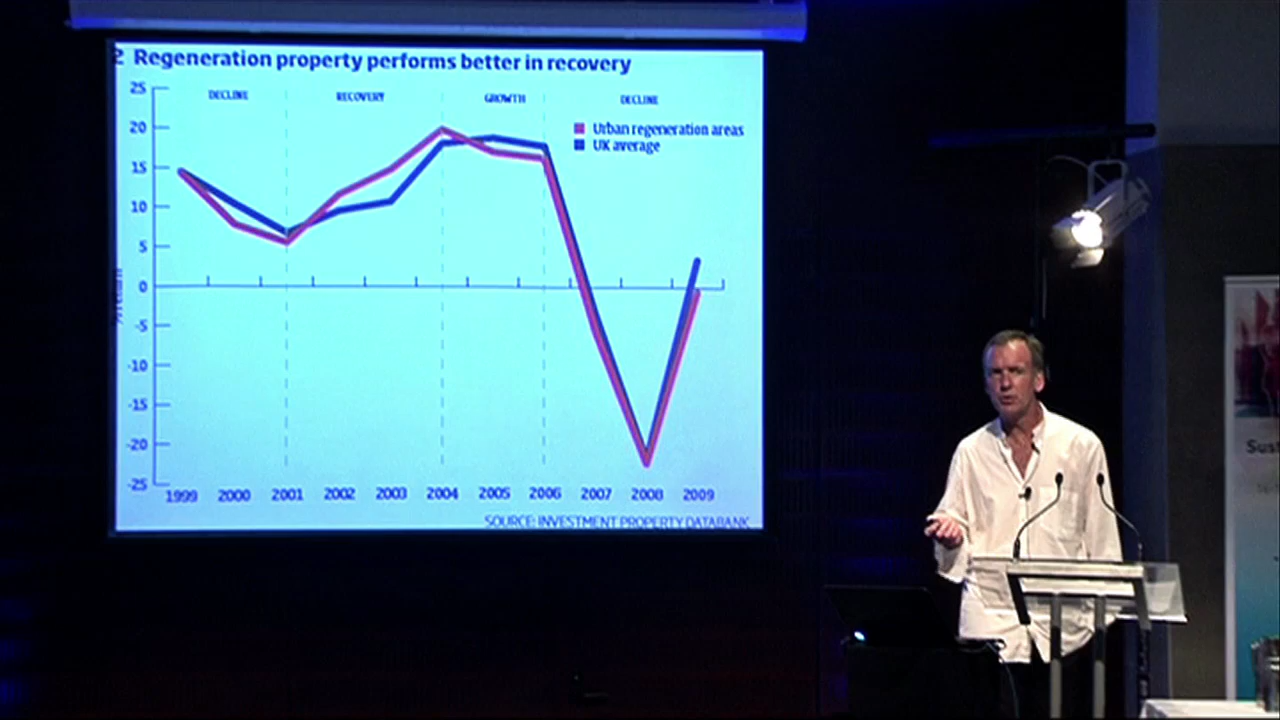 2 Regeneration property performs better in recovery
DECLINE RECOVERY GROWTH DECLINE
Urban regeneration areas
UK average
25
20
15
10
5
0
-5
-10
-15
-20
-25
1999 2000 2001 2002 2003 2004 2005 2006 2007 2008 2009
SOURCE: INVESTMENT PROPERTY DATABANK
Sust